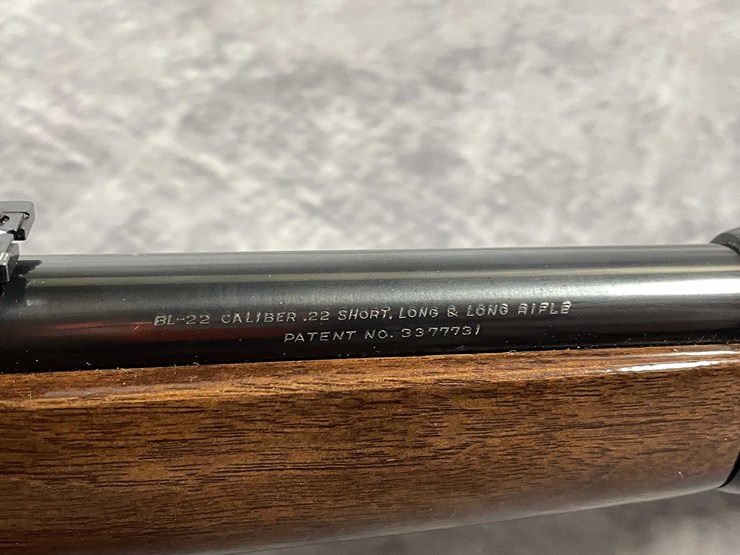 BL-22 CALIBER .22 SHORT, LONG & LONG RIFLE
PATENT NO. 3377731